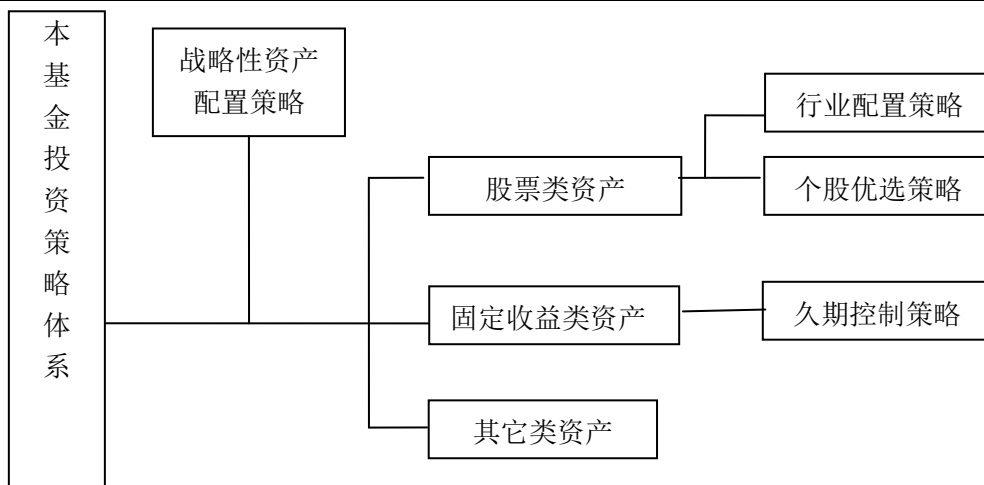 本基金投资策略体系
战略性资产
配置策略
行业配置策略
股票类资产
个股优选策略
固定收益类资产
久期控制策略
其它类资产